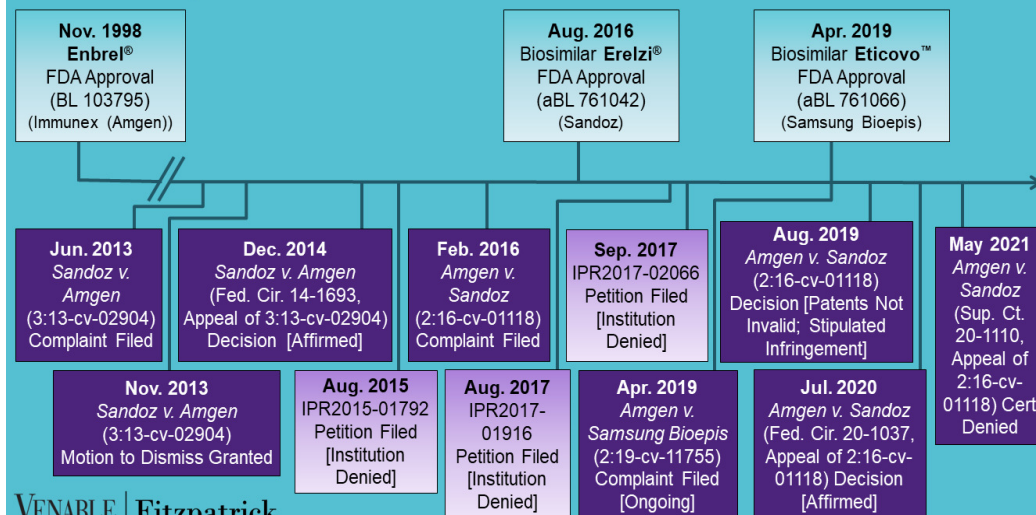 Nov. 1998
Enbrel®
FDA Approval
(BL 103795)
(Immunex (Amgen))
Aug. 2016
Biosimilar Erelzi®
FDA Approval
(aBL 761042)
(Sandoz)
Apr. 2019
Biosimilar Eticovo™
FDA Approval
(aBL 761066)
(Samsung Bioepis)
Jun. 2013
Sandoz v.
Amgen
(3:13-cv-02904)
Complaint Filed
Nov. 2013
Sandoz v. Amgen
(3:13-cv-02904)
Motion to Dismiss Granted
Dec. 2014
Sandoz v. Amgen
(Fed. Cir. 14-1693,
Appeal of 3:13-cv-02904)
Decision [Affirmed]
Aug. 2015
IPR2015-01792
Petition Filed
[Institution
Denied]
Feb. 2016
Amgen v.
Sandoz
(2:16-cv-01118)
Complaint Filed
Aug. 2017
IPR2017-
01916
Petition Filed
[Institution
Denied]
Sep. 2017
IPR2017-02066
Petition Filed
[Institution
Denied]
Apr. 2019
Amgen v.
Samsung Bioepis
(2:19-cv-11755)
Complaint Filed
[Ongoing]
Aug. 2019
Amgen v. Sandoz
(2:16-cv-01118)
Decision [Patents Not
Invalid; Stipulated
Infringement]
Jul. 2020
Amgen v. Sandoz
(Fed. Cir. 20-1037,
Appeal of 2:16-cv-
01118) Decision
[Affirmed]
May 2021
Amgen v.
Sandoz
(Sup. Ct.
20-1110,
Appeal of
2:16-cv-
01118) Cert.
Denied
VENABLE | Fitzpatrick